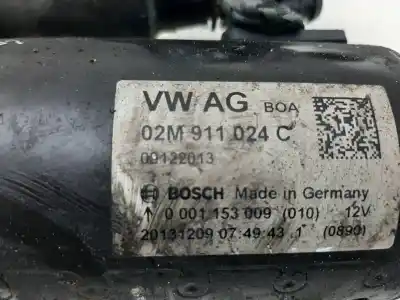 VW AG BOA
02M 911 024 C
09122013
BOSCH Made in Germany
↑ 0 001 153 009 (010) 12V
20131209 07:49:43 1 (0890)